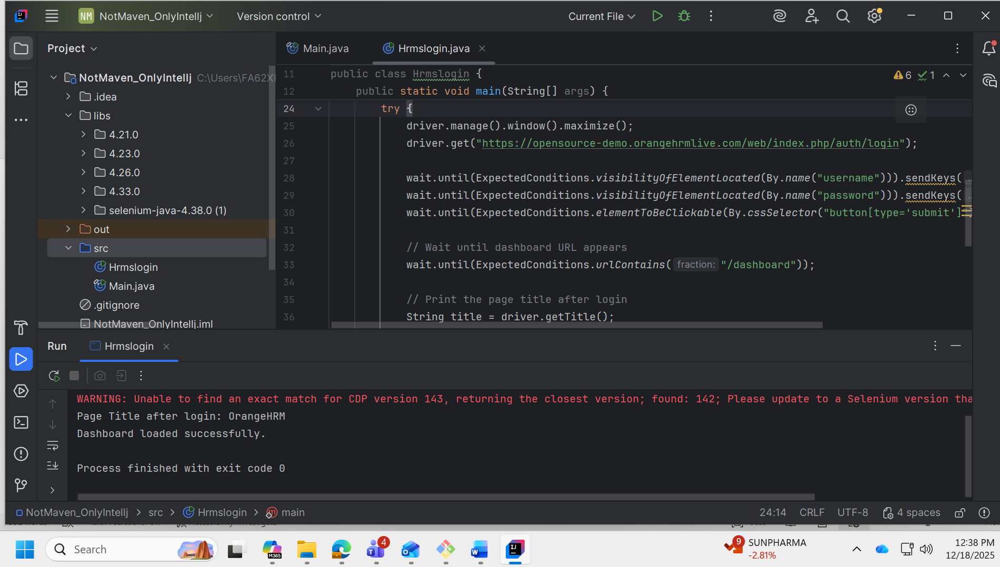 NM NotMaven_OnlyIntellj Version control Current File
Project
NotMaven_OnlyIntellj C:\Users\FA62X
.idea
libs
4.21.0
4.23.0
4.26.0
4.33.0
selenium-java-4.38.0 (1)
out
src
Hrmslogin
Main.java
.gitignore
NotMaven_OnlyIntellj.iml
Main.java Hrmslogin.java
11 public class Hrmslogin {
6 1
12 public static void main(String[] args) {
24 try {
25 driver.manage().window().maximize();
26 driver.get("https://opensource-demo.orangehrmlive.com/web/index.php/auth/login");
27
28 wait.until(ExpectedConditions.visibilityOfElementLocated(By.name("username"))).sendKeys( ...
29 wait.until(ExpectedConditions.visibilityOfElementLocated(By.name("password"))).sendKeys( ...
30 wait.until(ExpectedConditions.elementToBeClickable(By.cssSelector("button[type='submit']")
31
32 // Wait until dashboard URL appears
33 wait.until(ExpectedConditions.urlContains( fraction: "/dashboard"));
34
35 // Print the page title after login
36 String title = driver.getTitle();
Run Hrmslogin
WARNING: Unable to find an exact match for CDP version 143, returning the closest version; found: 142; Please update to a Selenium version tha
Page Title after login: OrangeHRM
Dashboard loaded successfully.
Process finished with exit code 0
NotMaven_OnlyIntellj > src > Hrmslogin > main
24:14 CRLF UTF-8 4 spaces
Search
M365
4
9
SUNPHARMA
-2.81%
12:38 PM
12/18/2025